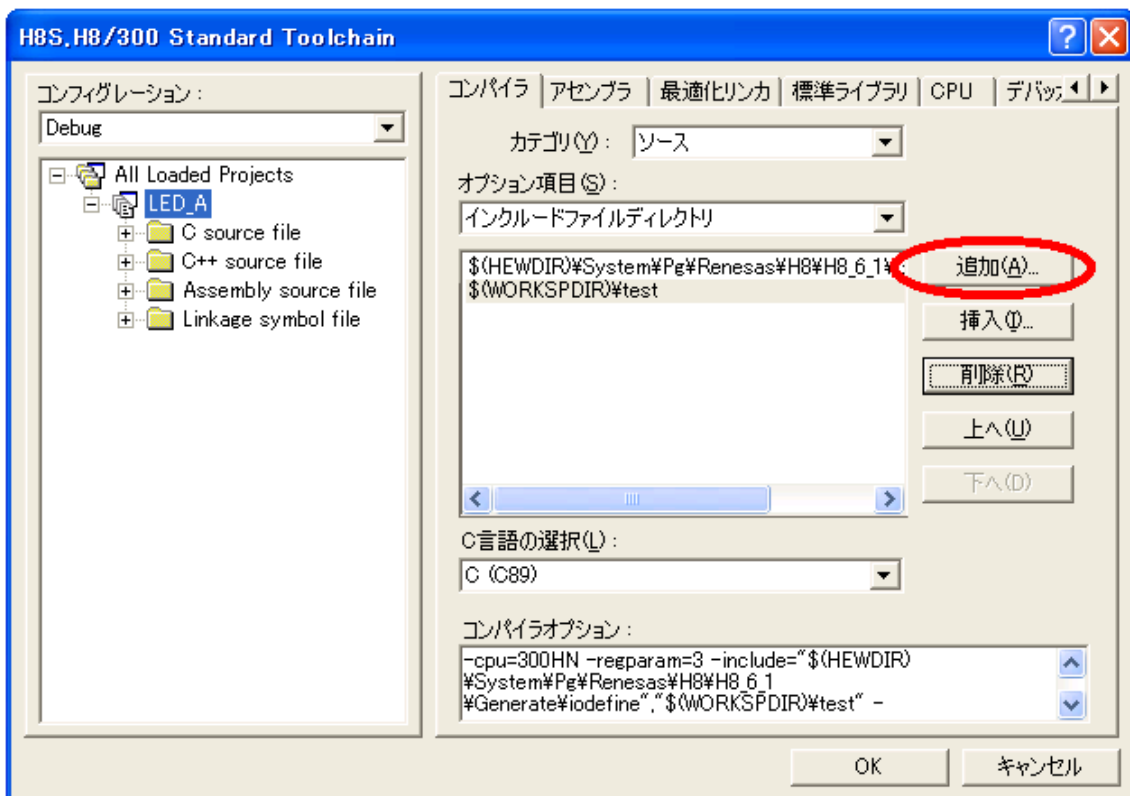 H8S,H8/300 Standard Toolchain
コンフィグレーション :
Debug
All Loaded Projects
LED_A
C source file
C++ source file
Assembly source file
Linkage symbol file
コンパイラ アセンブラ 最適化リンカ 標準ライブラリ CPU デバッ
カテゴリ(Y) : ソース
オプション項目(S) :
インクルードファイルディレクトリ
$(HEWDIR)¥System¥Pg¥Renesas¥H8¥H8_6_1¥
$(WORKSPDIR)¥test
追加(A)...
挿入(I)...
削除(R)
上へ(U)
下へ(D)
C言語の選択(L) :
C (C89)
コンパイラオプション :
-cpu=300HN -regparam=3 -include="$(HEWDIR)
¥System¥Pg¥Renesas¥H8¥H8_6_1
¥Generate¥iodefine","$(WORKSPDIR)¥test" -
OK キャンセル